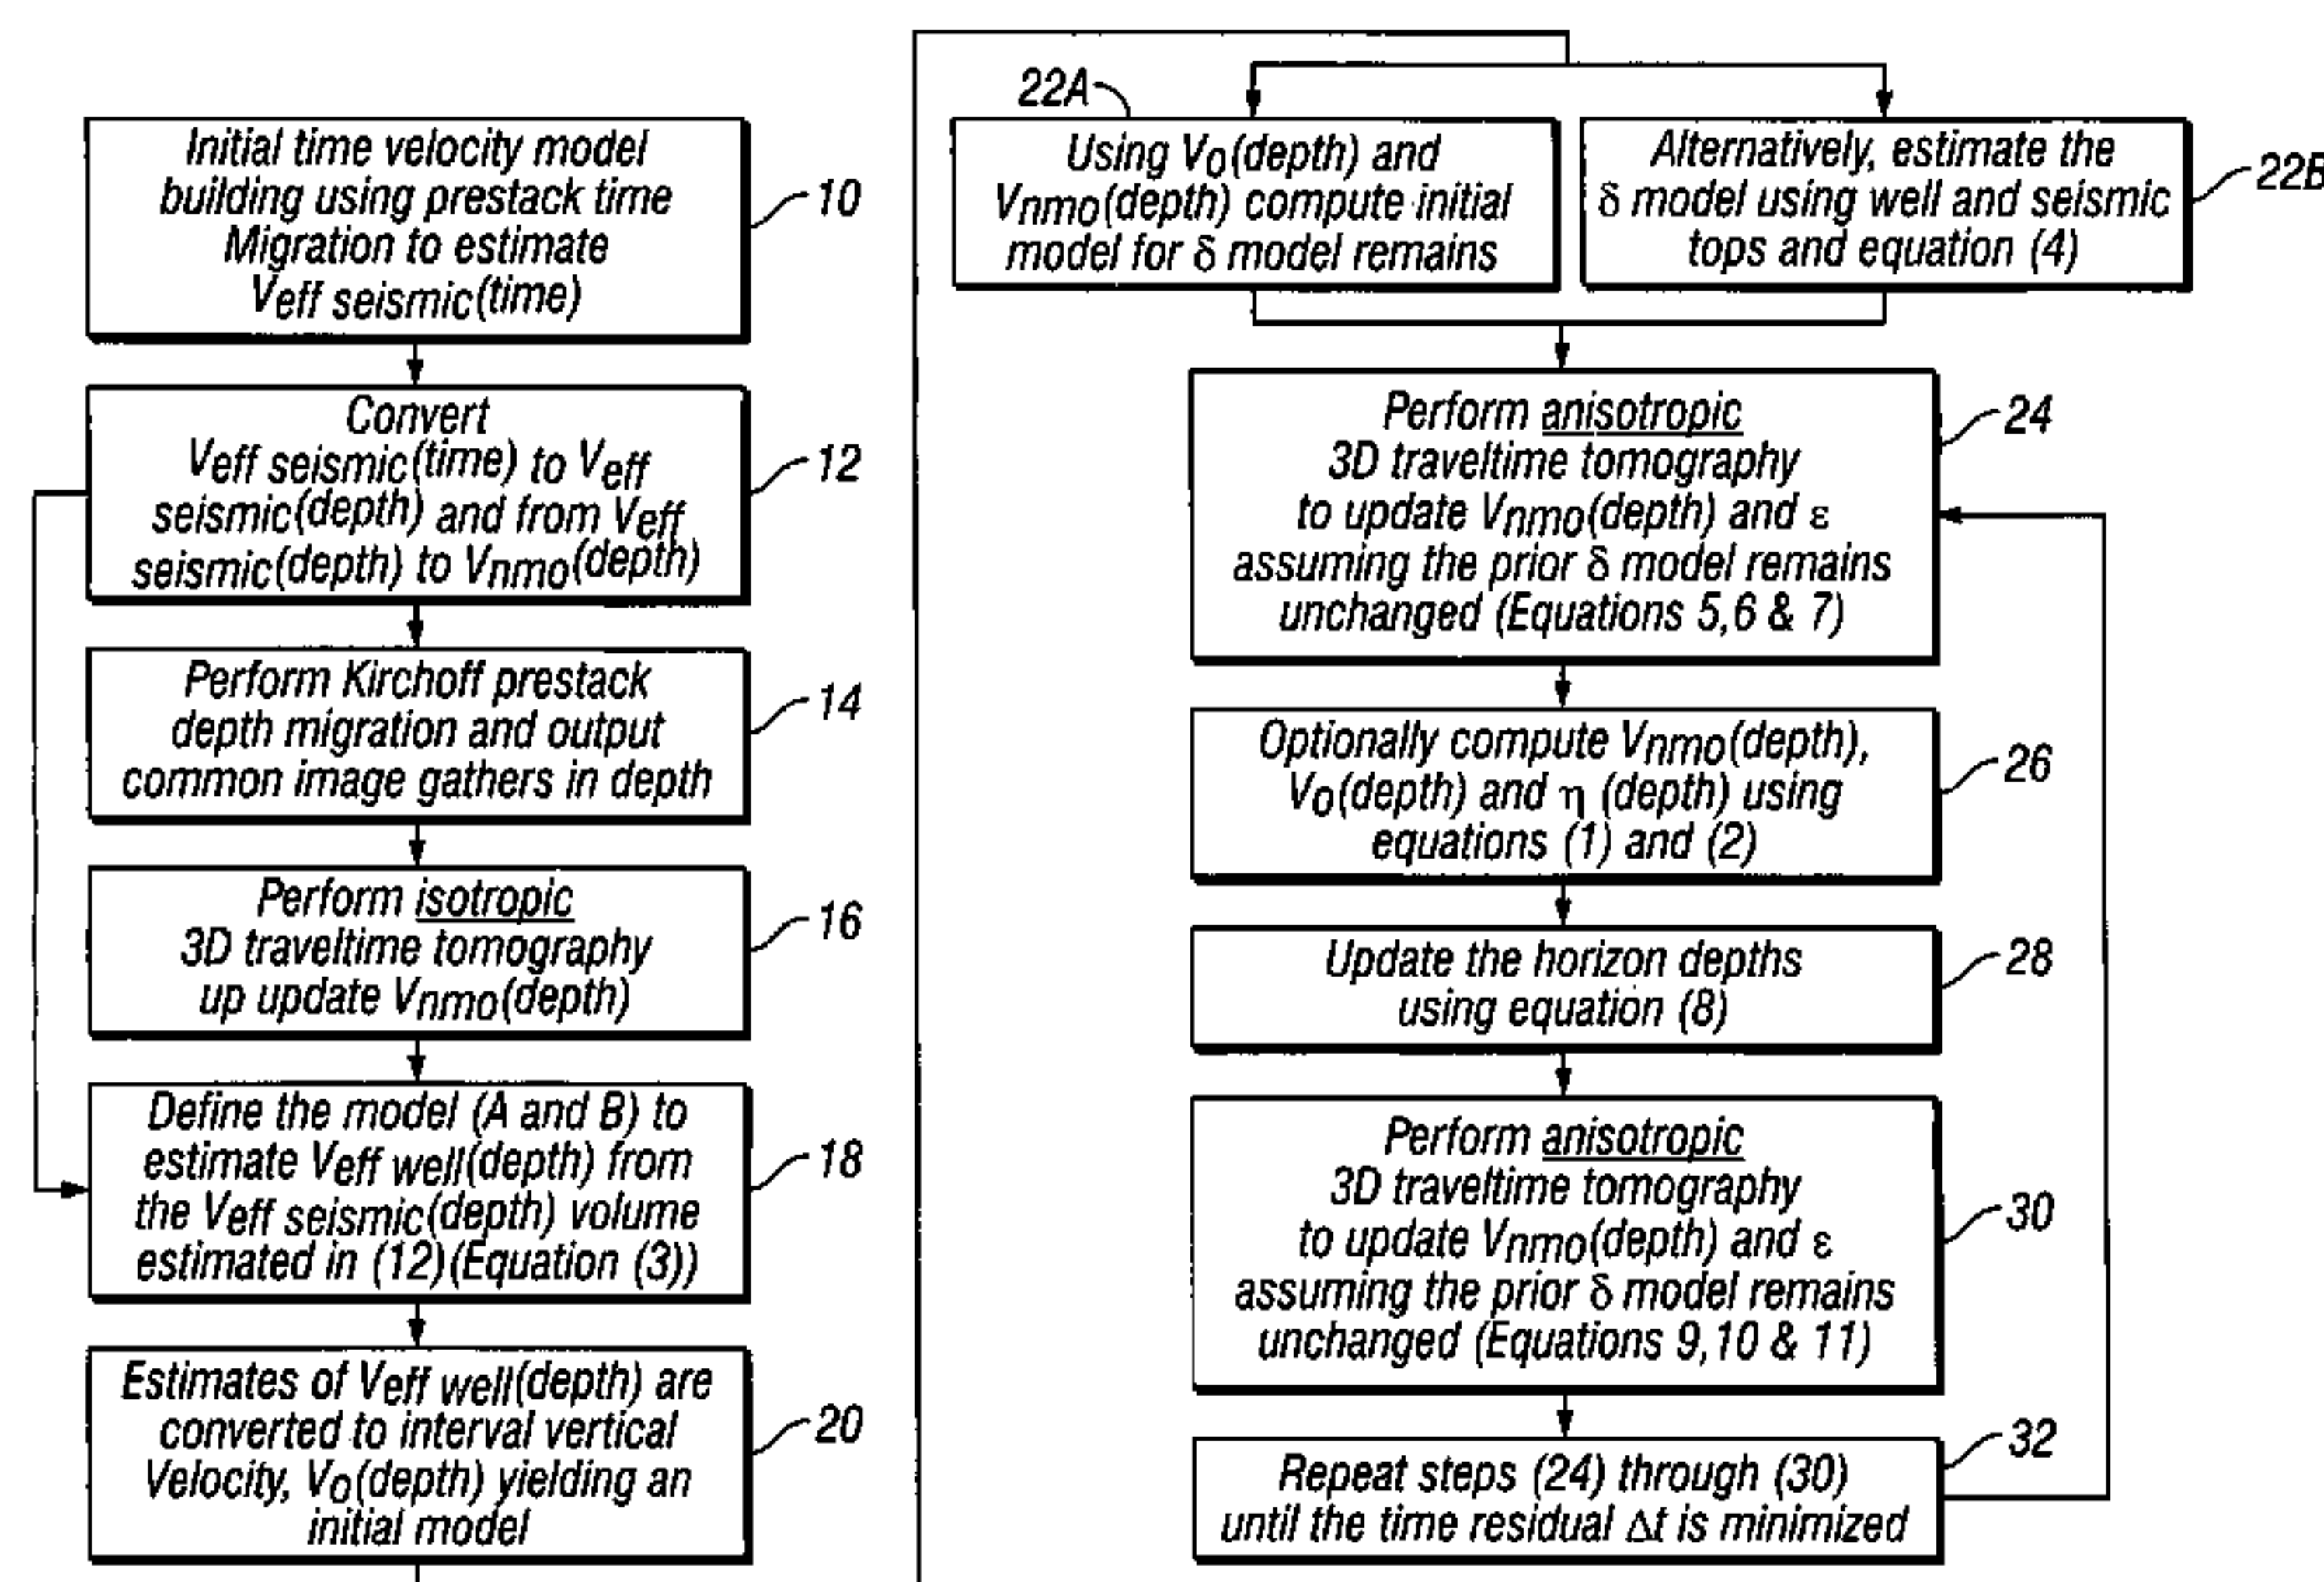 Initial time velocity model
building using prestack time
Migration to estimate
Veff seismic(time)
10
Convert
Veff seismic(time) to Veff
seismic(depth) and from Veff
seismic(depth) to Vnmo(depth)
12
Perform Kirchoff prestack
depth migration and output
common image gathers in depth
14
Perform isotropic
3D traveltime tomography
up update Vnmo(depth)
16
Define the model (A and B) to
estimate Veff well(depth) from
the Veff seismic(depth) volume
estimated in (12)(Equation (3))
18
Estimates of Veff well(depth) are
converted to interval vertical
Velocity, Vo(depth) yielding an
initial model
20
22A
Using Vo(depth) and
Vnmo(depth) compute initial
model for δ model remains
Alternatively, estimate the
δ model using well and seismic
tops and equation (4)
22B
Perform anisotropic
3D traveltime tomography
to update Vnmo(depth) and ε
assuming the prior δ model remains
unchanged (Equations 5,6 & 7)
24
Optionally compute Vnmo(depth),
Vo(depth) and η (depth) using
equations (1) and (2)
26
Update the horizon depths
using equation (8)
28
Perform anisotropic
3D traveltime tomography
to update Vnmo(depth) and ε
assuming the prior δ model remains
unchanged (Equations 9,10 & 11)
30
Repeat steps (24) through (30)
until the time residual Δt is minimized
32